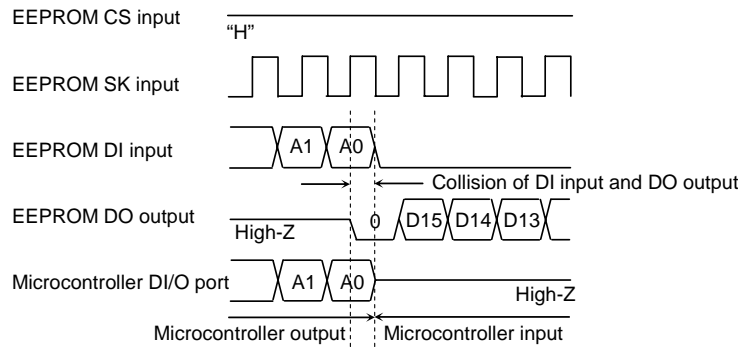 EEPROM CS input
“H”
EEPROM SK input
EEPROM DI input
A1
A0
Collision of DI input and DO output
EEPROM DO output
High-Z
0
D15
D14
D13
Microcontroller DI/O port
A1
A0
High-Z
Microcontroller output
Microcontroller input